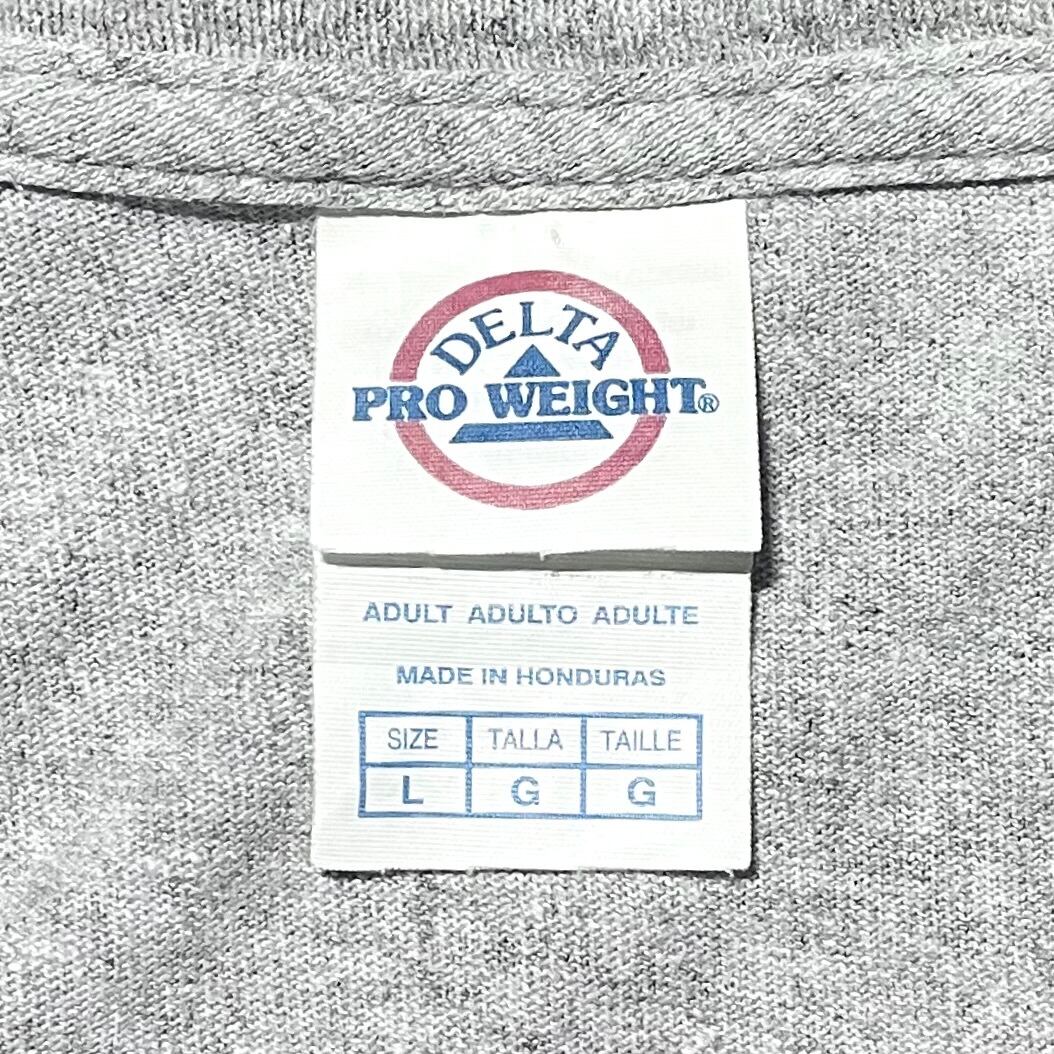 DELTA
PRO WEIGHT®
ADULT ADULTO ADULTE
MADE IN HONDURAS
SIZE TALLA TAILLE
L G G